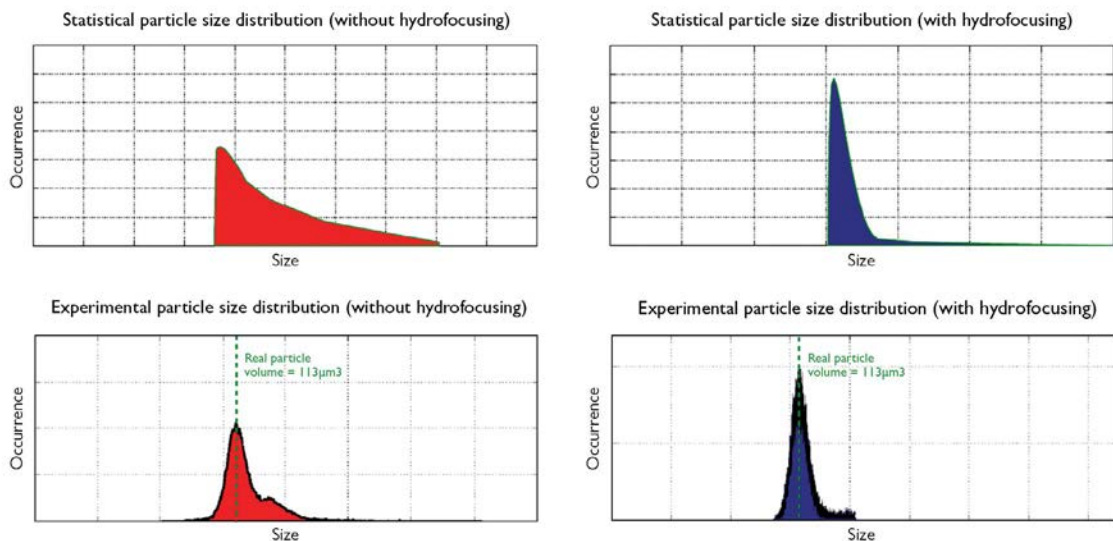 Statistical particle size distribution (without hydrofocusing)
Occurrence
Size
Statistical particle size distribution (with hydrofocusing)
Occurrence
Size
Experimental particle size distribution (without hydrofocusing)
Real particle
volume = 113μm3
Occurrence
Size
Experimental particle size distribution (with hydrofocusing)
Real particle
volume = 113μm3
Occurrence
Size